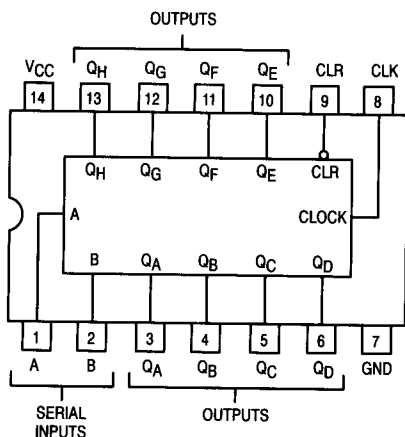 OUTPUTS
VCC QH QG QF QE CLR CLK
14 13 12 11 10 9 8
QH QG QF QE CLR
A CLOCK
B QA QB QC QD
1 2 3 4 5 6 7
A B QA QB QC QD GND
SERIAL INPUTS OUTPUTS